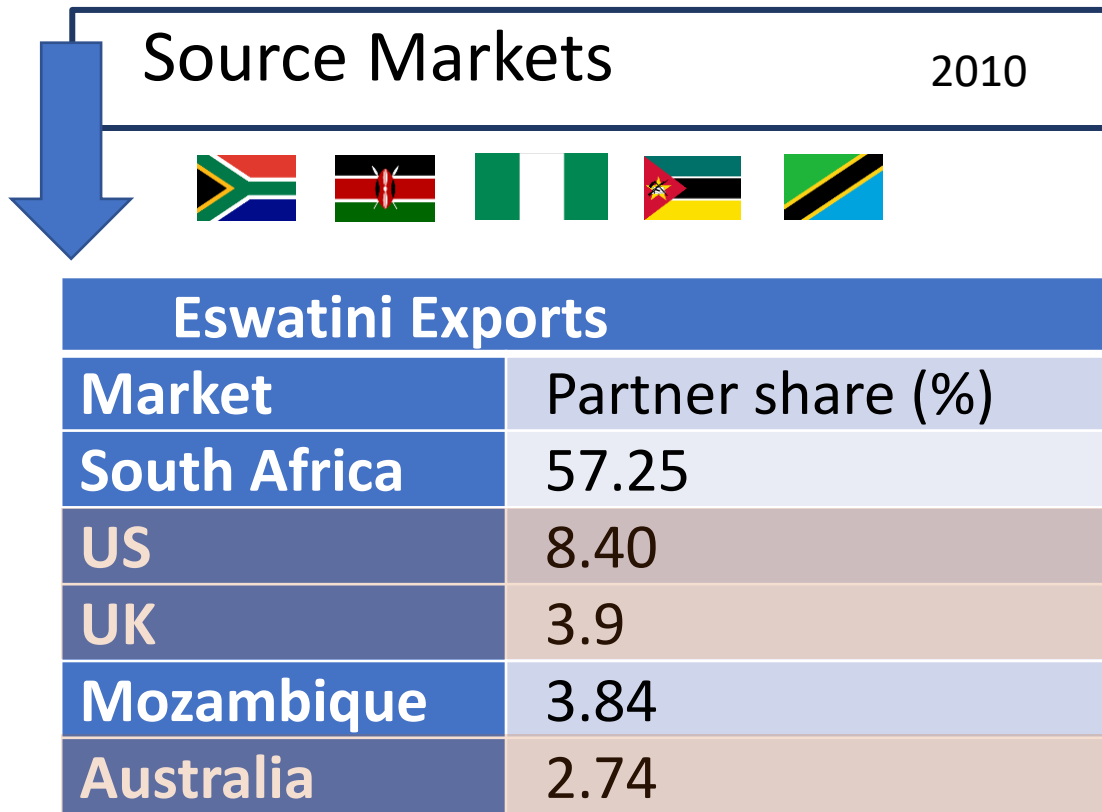 Source Markets 2010
Eswatini Exports
Market Partner share (%)
South Africa 57.25
US 8.40
UK 3.9
Mozambique 3.84
Australia 2.74